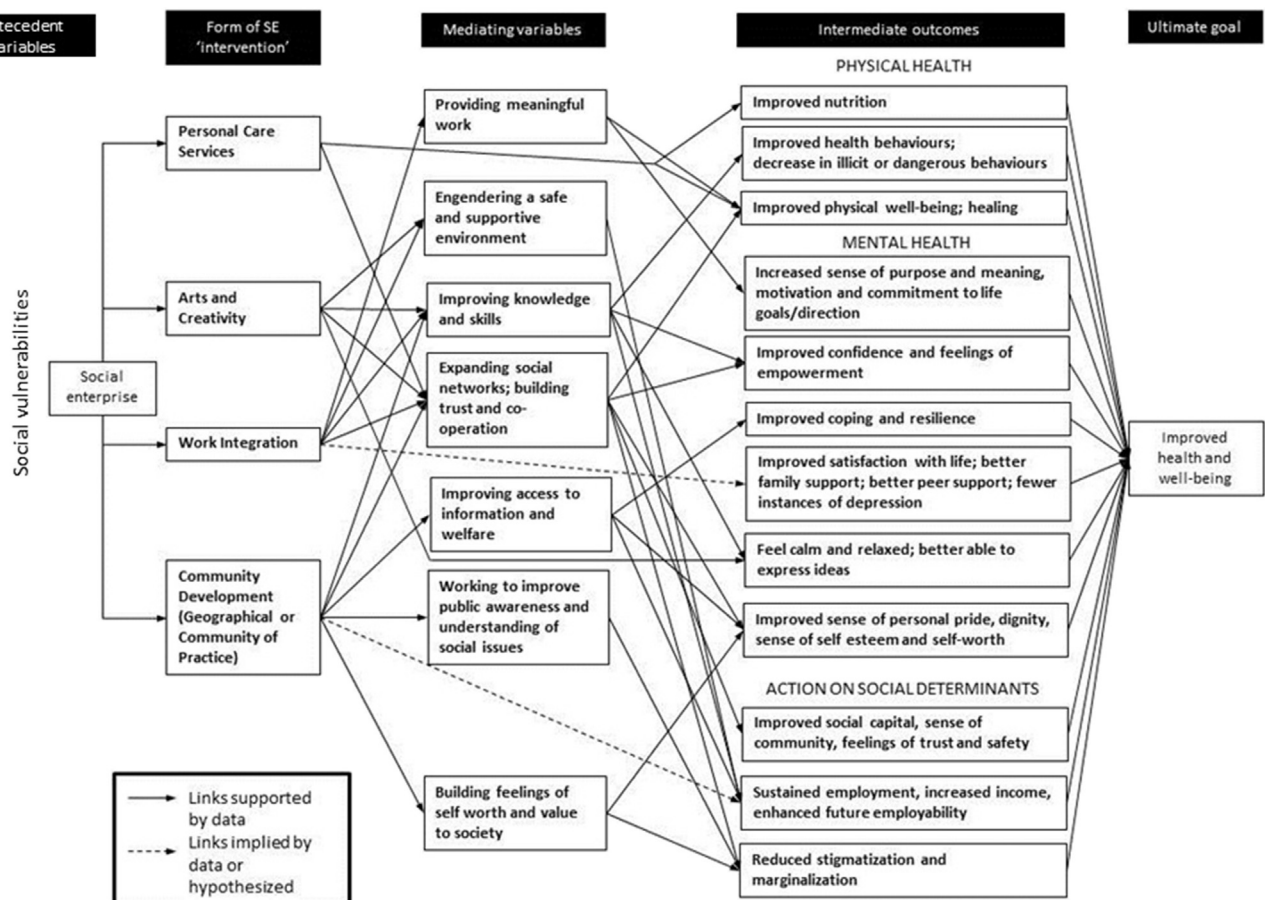 tecedent
ariables
Form of SE
‘intervention’
Mediating variables
Intermediate outcomes
Ultimate goal
Social vulnerabilities
Social
enterprise
Personal Care
Services
Arts and
Creativity
Work Integration
Community
Development
(Geographical or
Community of
Practice)
Providing meaningful
work
Engendering a safe
and supportive
environment
Improving knowledge
and skills
Expanding social
networks; building
trust and co-
operation
Improving access to
information and
welfare
Working to improve
public awareness and
understanding of
social issues
Building feelings of
self worth and value
to society
PHYSICAL HEALTH
Improved nutrition
Improved health behaviours;
decrease in illicit or dangerous behaviours
Improved physical well-being; healing
MENTAL HEALTH
Increased sense of purpose and meaning,
motivation and commitment to life
goals/direction
Improved confidence and feelings of
empowerment
Improved coping and resilience
Improved satisfaction with life; better
family support; better peer support; fewer
instances of depression
Feel calm and relaxed; better able to
express ideas
Improved sense of personal pride, dignity,
sense of self esteem and self-worth
ACTION ON SOCIAL DETERMINANTS
Improved social capital, sense of
community, feelings of trust and safety
Sustained employment, increased income,
enhanced future employability
Reduced stigmatization and
marginalization
Improved
health and
well-being
Links supported
by data
Links implied by
data or
hypothesized